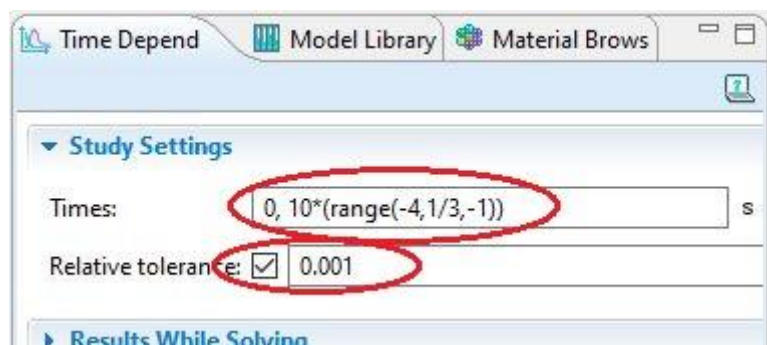 Time Depend Model Library Material Brows
Study Settings
Times: 0, 10*(range(-4,1/3,-1)) s
Relative tolerance: 0.001
Results While Solving